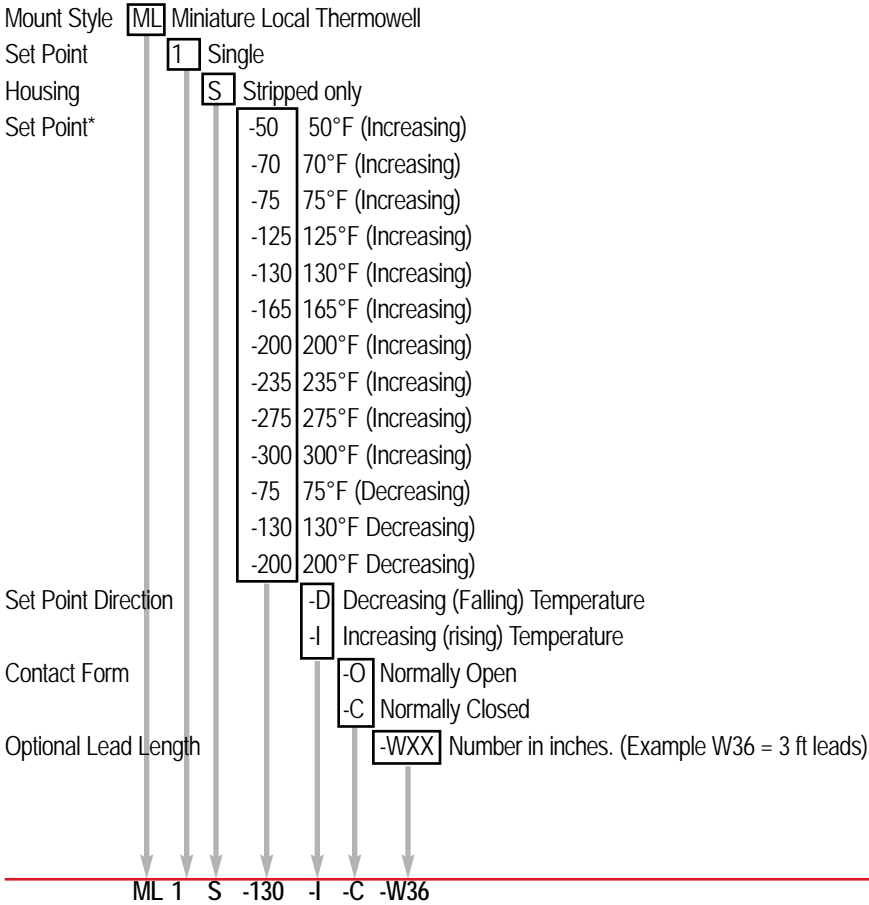 Mount Style ML Miniature Local Thermowell
Set Point 1 Single
Housing S Stripped only
Set Point* -50 50°F (Increasing)
-70 70°F (Increasing)
-75 75°F (Increasing)
-125 125°F (Increasing)
-130 130°F (Increasing)
-165 165°F (Increasing)
-200 200°F (Increasing)
-235 235°F (Increasing)
-275 275°F (Increasing)
-300 300°F (Increasing)
-75 75°F (Decreasing)
-130 130°F Decreasing)
-200 200°F Decreasing)
Set Point Direction -D Decreasing (Falling) Temperature
-I Increasing (rising) Temperature
Contact Form -O Normally Open
-C Normally Closed
Optional Lead Length -WXX Number in inches. (Example W36 = 3 ft leads)
ML 1 S -130 -I -C -W36